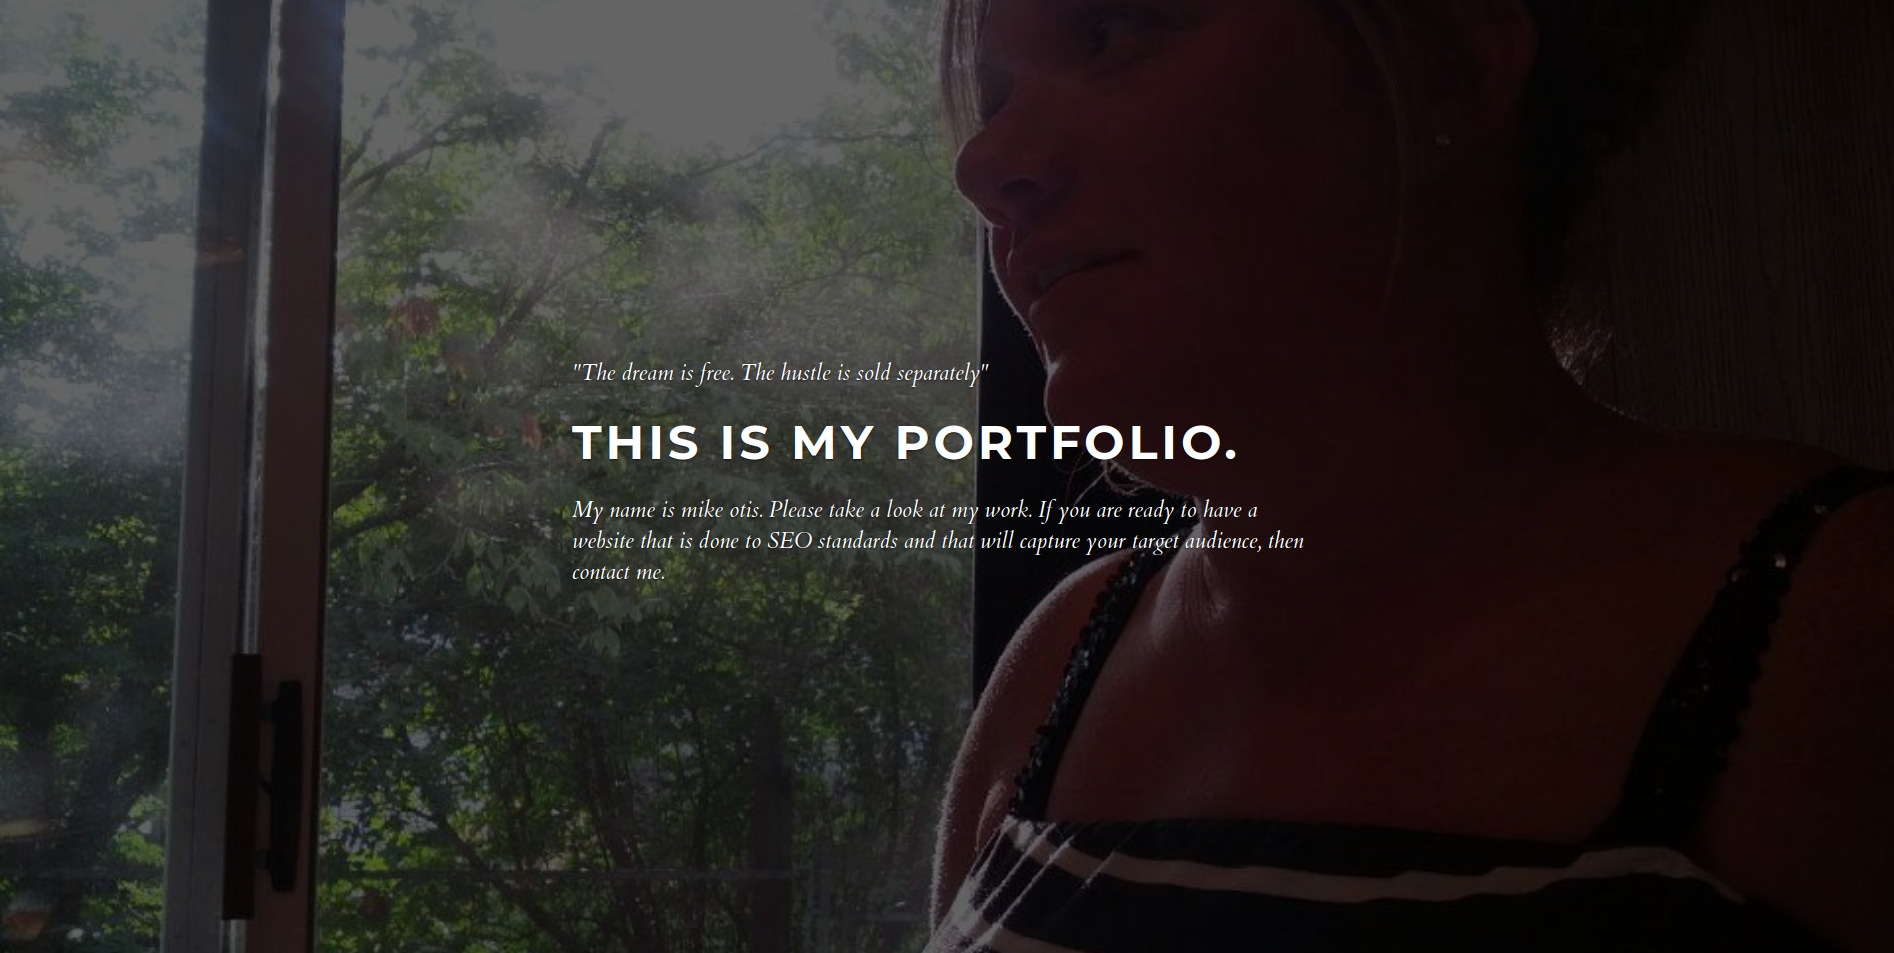 "The dream is free. The hustle is sold separately"
THIS IS MY PORTFOLIO.
My name is mike otis. Please take a look at my work. If you are ready to have a
website that is done to SEO standards and that will capture your target audience, then
contact me.